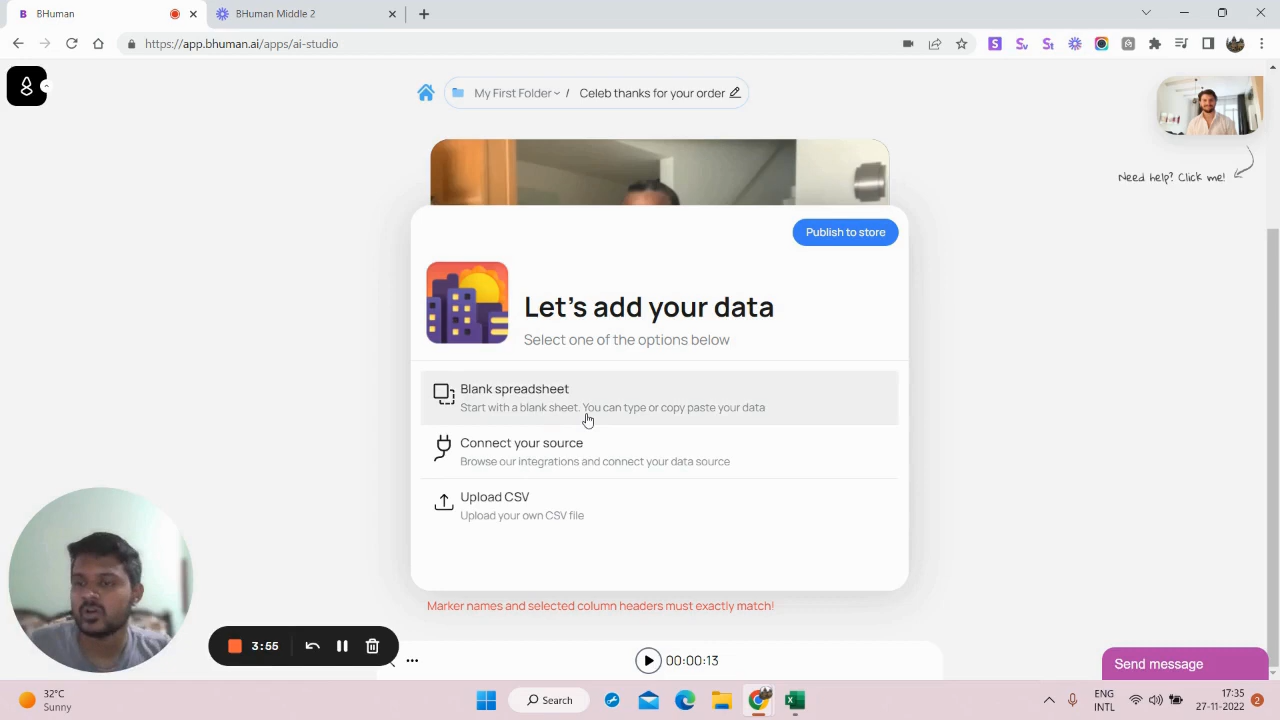 BHuman
BHuman Middle 2
https://app.bhuman.ai/apps/ai-studio
My First Folder / Celeb thanks for your order
Need help? Click me!
Publish to store
Let's add your data
Select one of the options below
Blank spreadsheet
Start with a blank sheet. You can type or copy paste your data
Connect your source
Browse our integrations and connect your data source
Upload CSV
Upload your own CSV file
Marker names and selected column headers must exactly match!
3:55
00:00:13
Send message
32°C
Sunny
Search
ENG
INTL
17:35
27-11-2022
2